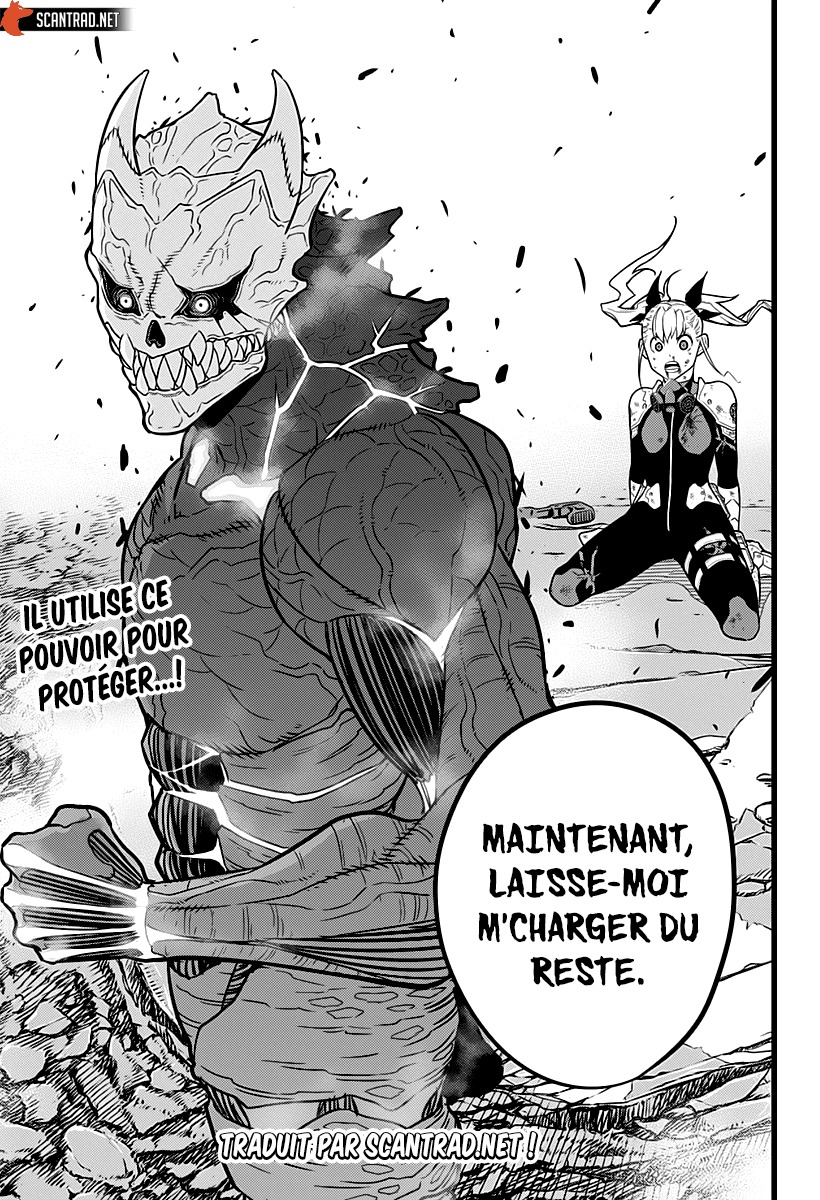 SCANTRAD.NET
IL UTILISE CE
POUVOIR POUR
PROTÉGER...!
MAINTENANT,
LAISSE-MOI
M'CHARGER DU
RESTE.
TRADUIT PAR SCANTRAD.NET !